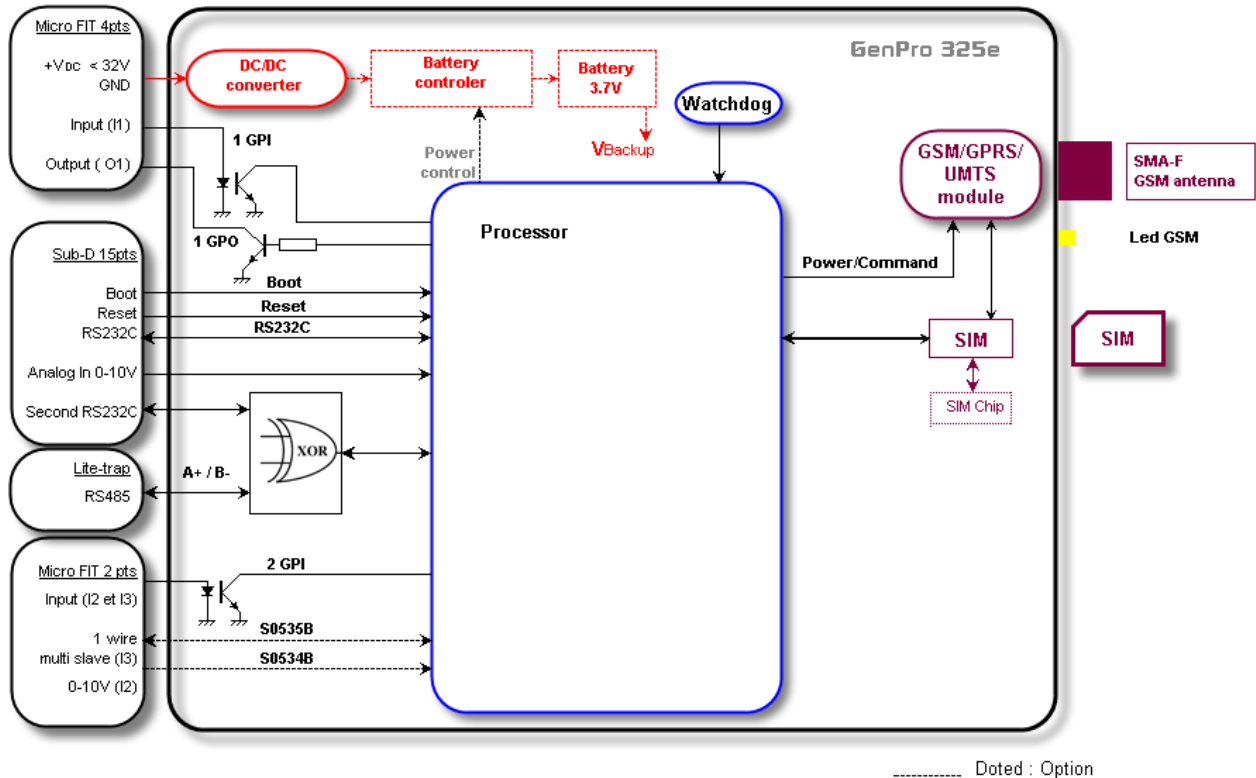 Micro FIT 4pts
+VDC < 32V
GND
Input (I1)
Output ( O1)
Sub-D 15pts
Boot
Reset
RS232C
Analog In 0-10V
Second RS232C
Lite-trap
RS485
Micro FIT 2 pts
Input (I2 et I3)
1 wire
multi slave (I3)
0-10V (I2)
GenPro 325e
DC/DC
converter
Battery
controler
Battery
3.7V
VBackup
Power
control
Watchdog
1 GPI
1 GPO
Boot
Reset
RS232C
A+ / B-
XOR
2 GPI
S0535B
S0534B
Processor
GSM/GPRS/
UMTS
module
Power/Command
SIM
SIM Chip
SMA-F
GSM antenna
Led GSM
SIM
Doted : Option